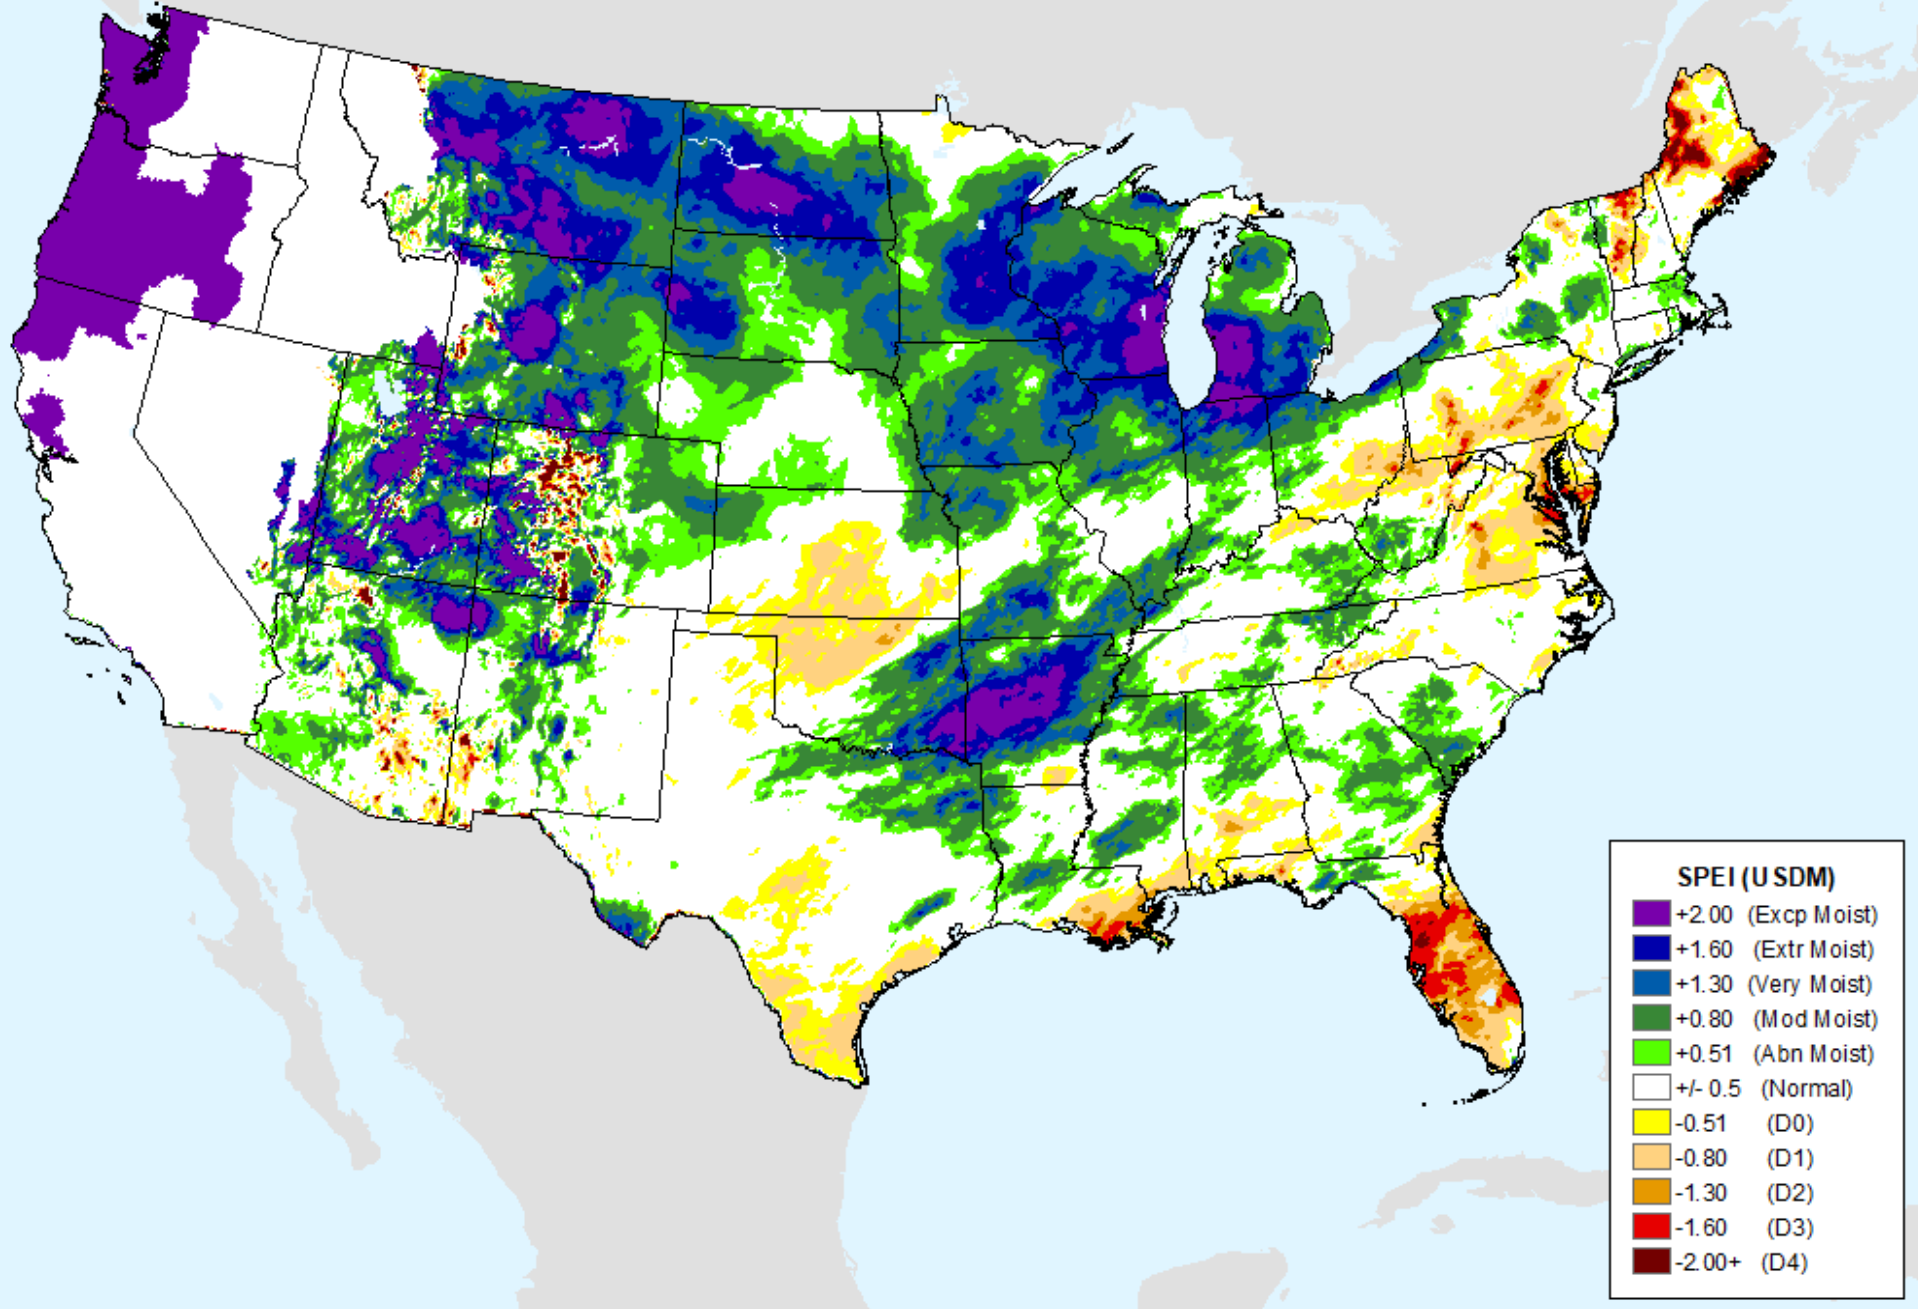 SPEI (USDM)
+2.00 (Excp Moist)
+1.60 (Extr Moist)
+1.30 (Very Moist)
+0.80 (Mod Moist)
+0.51 (Abn Moist)
+/- 0.5 (Normal)
-0.51 (D0)
-0.80 (D1)
-1.30 (D2)
-1.60 (D3)
-2.00+ (D4)